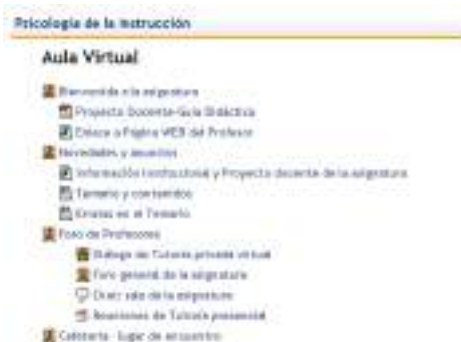 Psicología de la Instrucción
Aula Virtual
Bienvenida a la asignatura
Proyecto Docente-Guía Didáctica
Enlace a Página WEB del Profesor
Novedades y anuncios
Información Institucional y Proyecto docente de la asignatura
Temario y contenidos
Erratas en el Temario
Foro de Profesores
Diálogo de Tutoría privada virtual
Foro general de la asignatura
Chat: sala de la asignatura
Reuniones de Tutoría presencial
Cafetería - lugar de encuentro